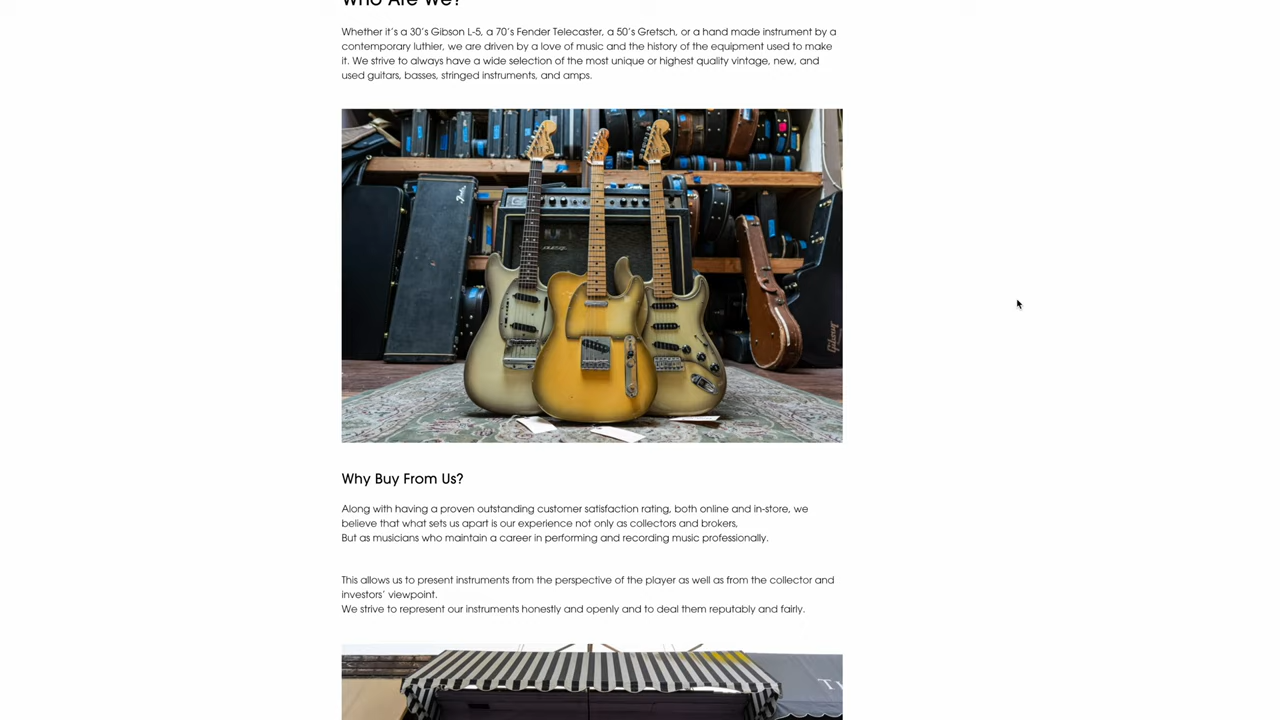 Who Are We?
Whether it's a 30's Gibson L-5, a 70's Fender Telecaster, a 50's Gretsch, or a hand made instrument by a
contemporary luthier, we are driven by a love of music and the history of the equipment used to make
it. We strive to always have a wide selection of the most unique or highest quality vintage, new, and
used guitars, basses, stringed instruments, and amps.
Fender
Gibson
Why Buy From Us?
Along with having a proven outstanding customer satisfaction rating, both online and in-store, we
believe that what sets us apart is our experience not only as collectors and brokers,
But as musicians who maintain a career in performing and recording music professionally.
This allows us to present instruments from the perspective of the player as well as from the collector and
investors' viewpoint.
We strive to represent our instruments honestly and openly and to deal them reputably and fairly.